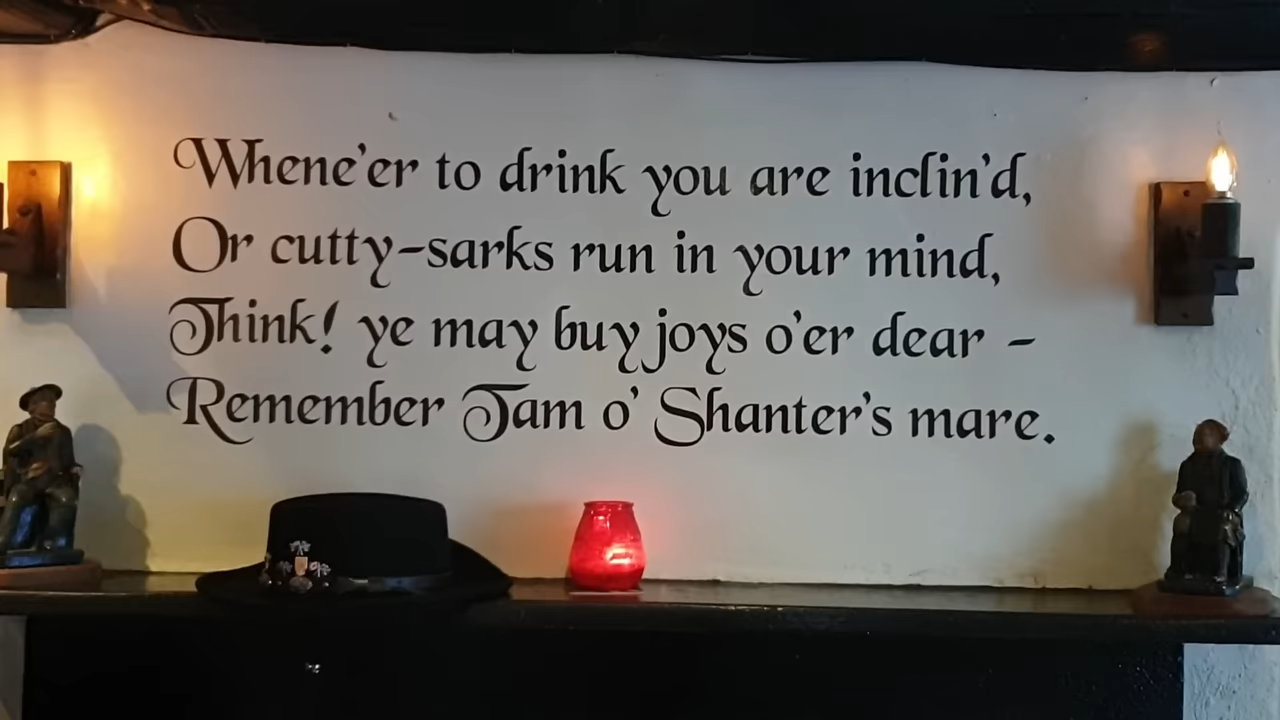 Whene'er to drink you are inclin'd,
Or cutty-sarks run in your mind,
Think! ye may buy joys o'er dear -
Remember Tam o' Shanter's mare.